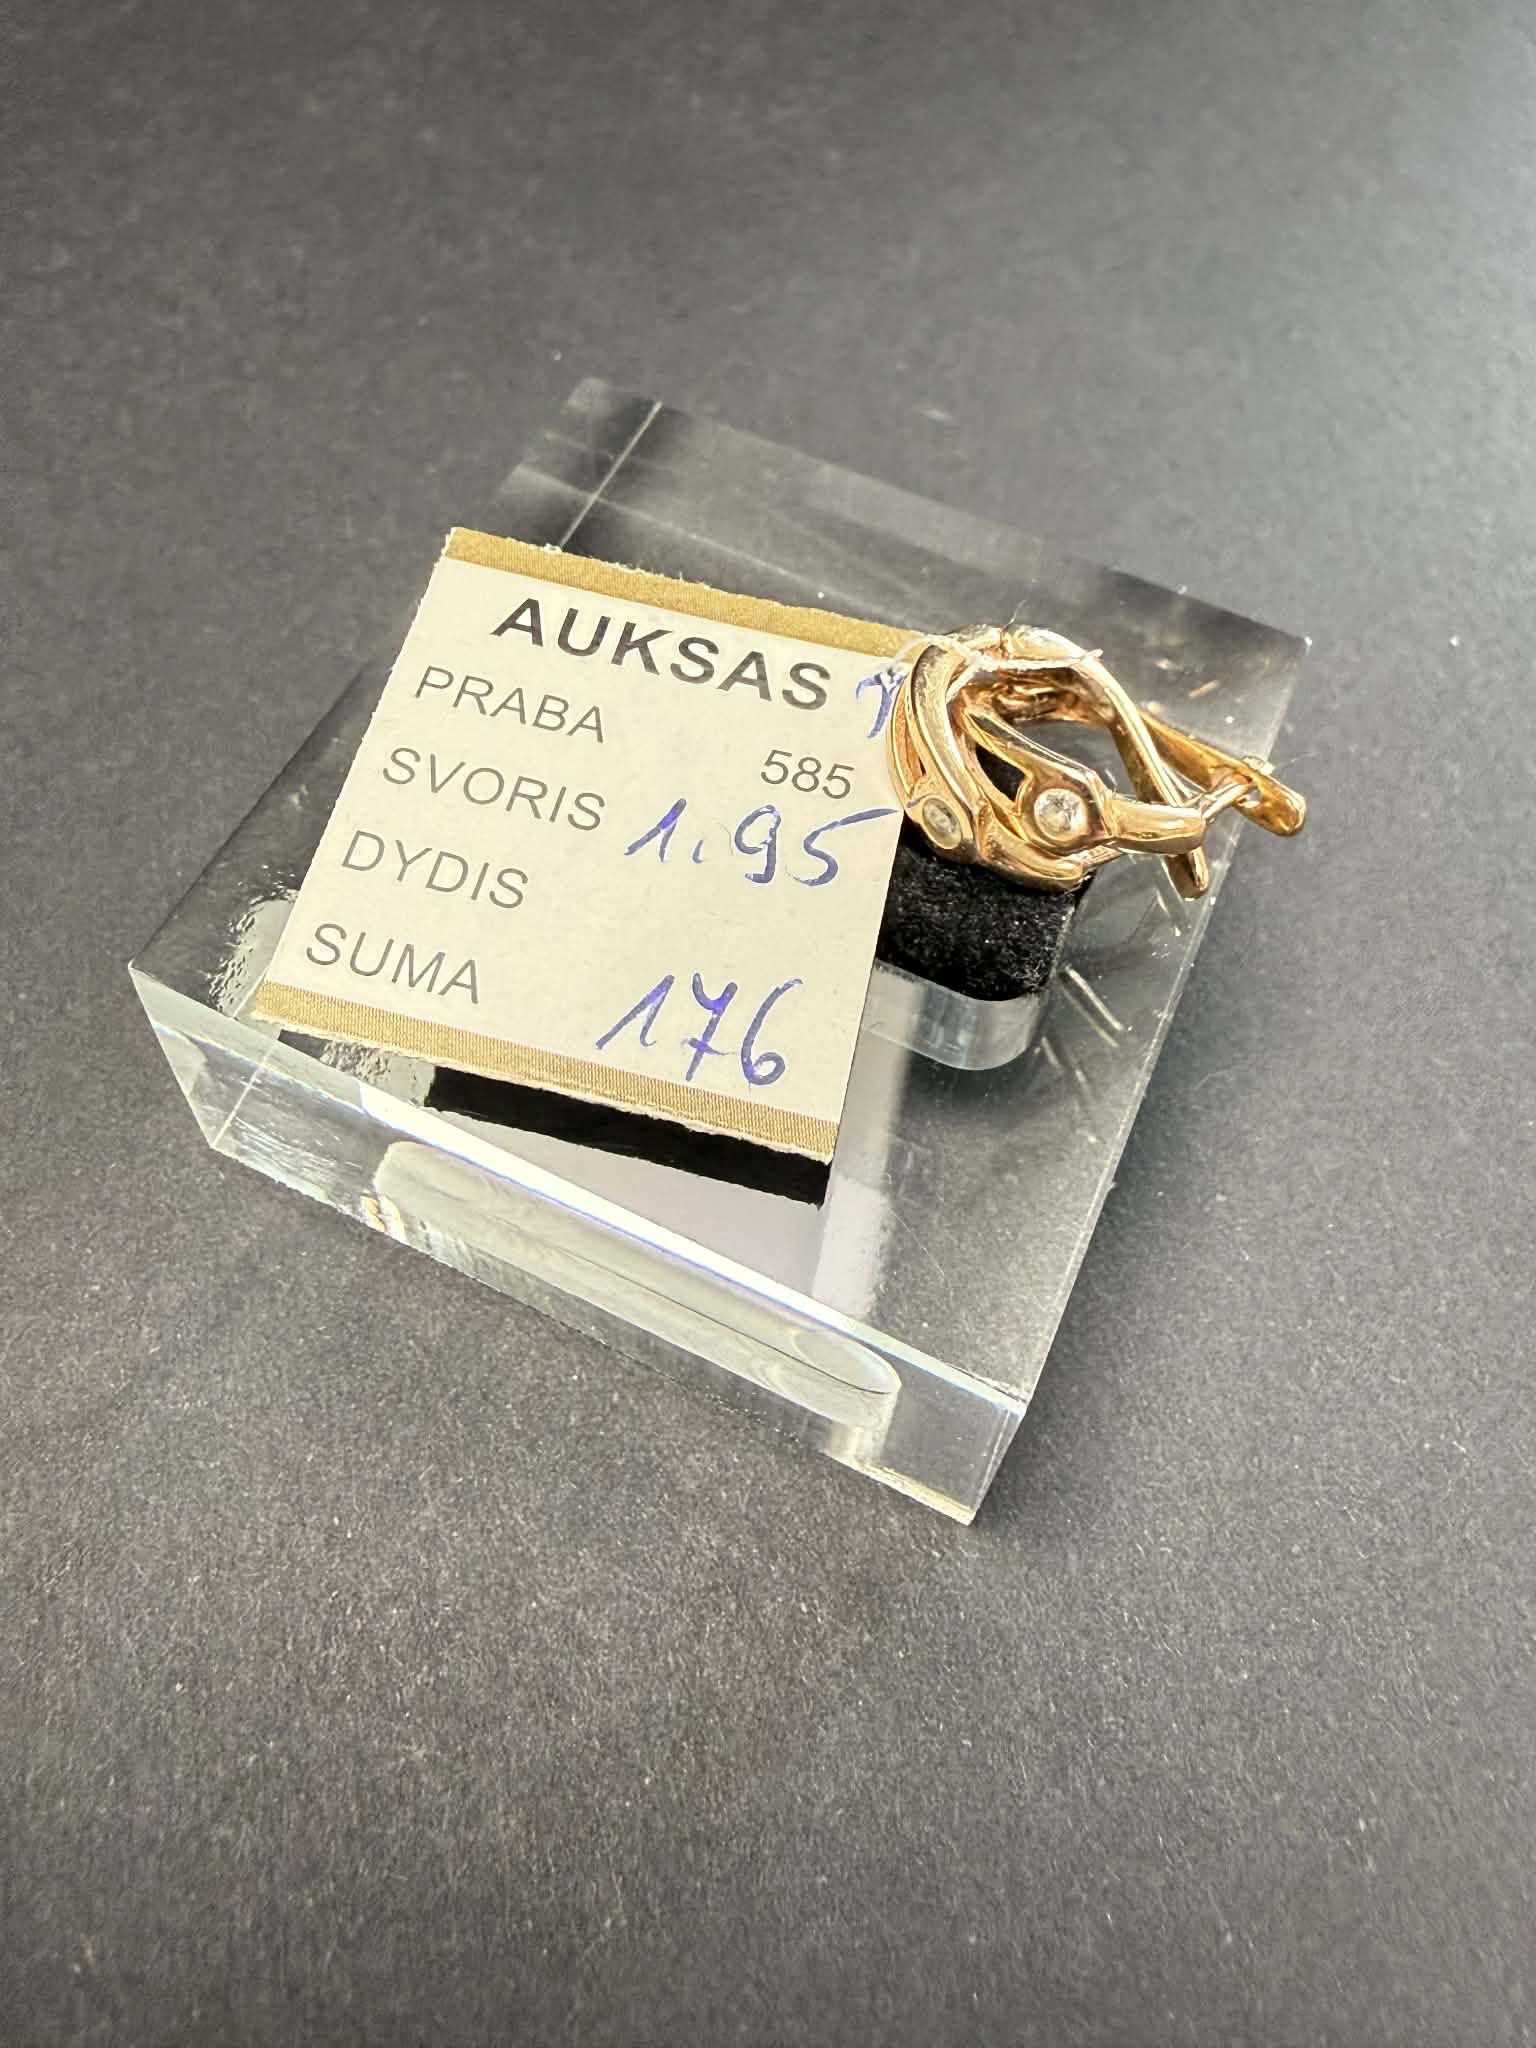 AUKSAS
PRABA 585
SVORIS 1.95
DYDIS
SUMA 176